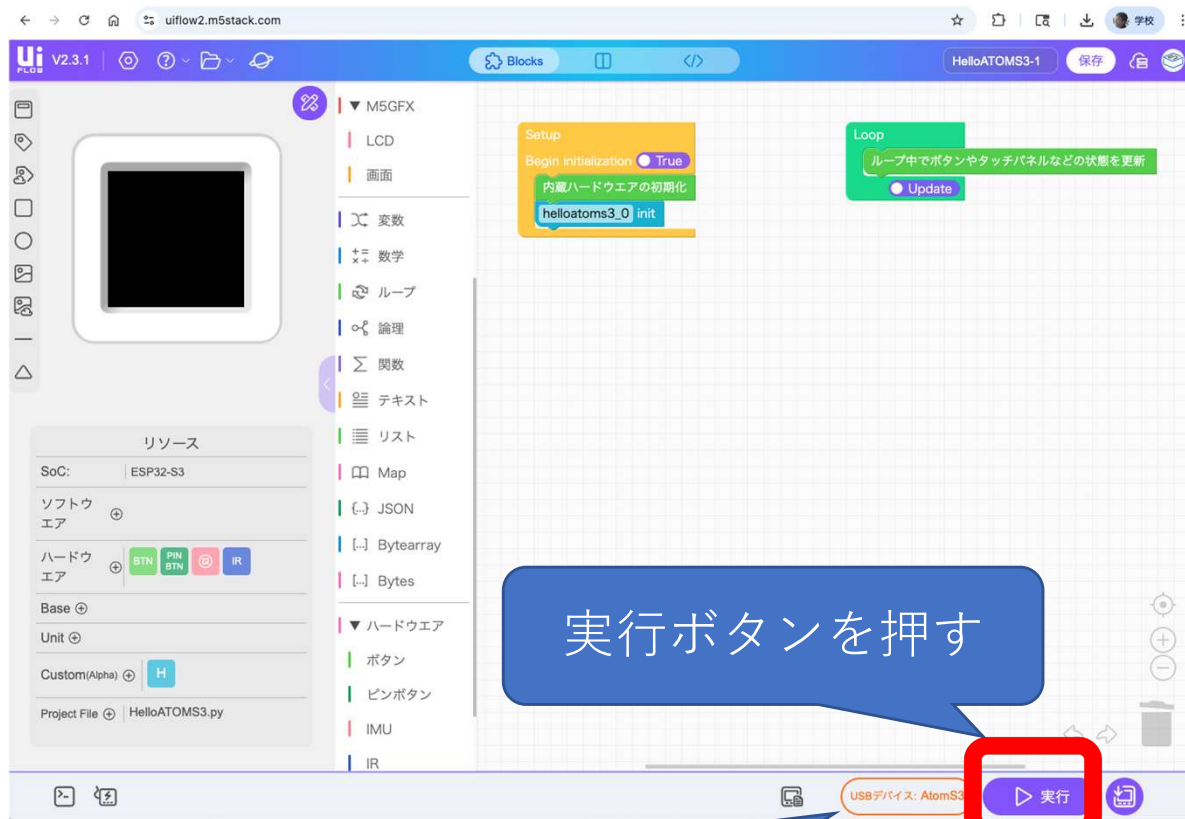 uiflow2.m5stack.com
学校
Ui
FLOW
V2.3.1
Blocks
</>
HelloATOMS3-1
保存
M5GFX
LCD
画面
変数
数学
ループ
論理
関数
テキスト
リスト
Map
{...} JSON
[...] Bytearray
[...] Bytes
ハードウエア
ボタン
ピンボタン
IMU
IR
Setup
Begin initialization True
内蔵ハードウエアの初期化
helloatoms3_0 init
Loop
ループ中でボタンやタッチパネルなどの状態を更新
Update
リソース
SoC: ESP32-S3
ソフトウ
エア
ハードウ
エア
BTN
PIN
BTN
IR
Base
Unit
Custom(Alpha)
H
Project File HelloATOMS3.py
実行ボタンを押す
USBデバイス: AtomS3
実行